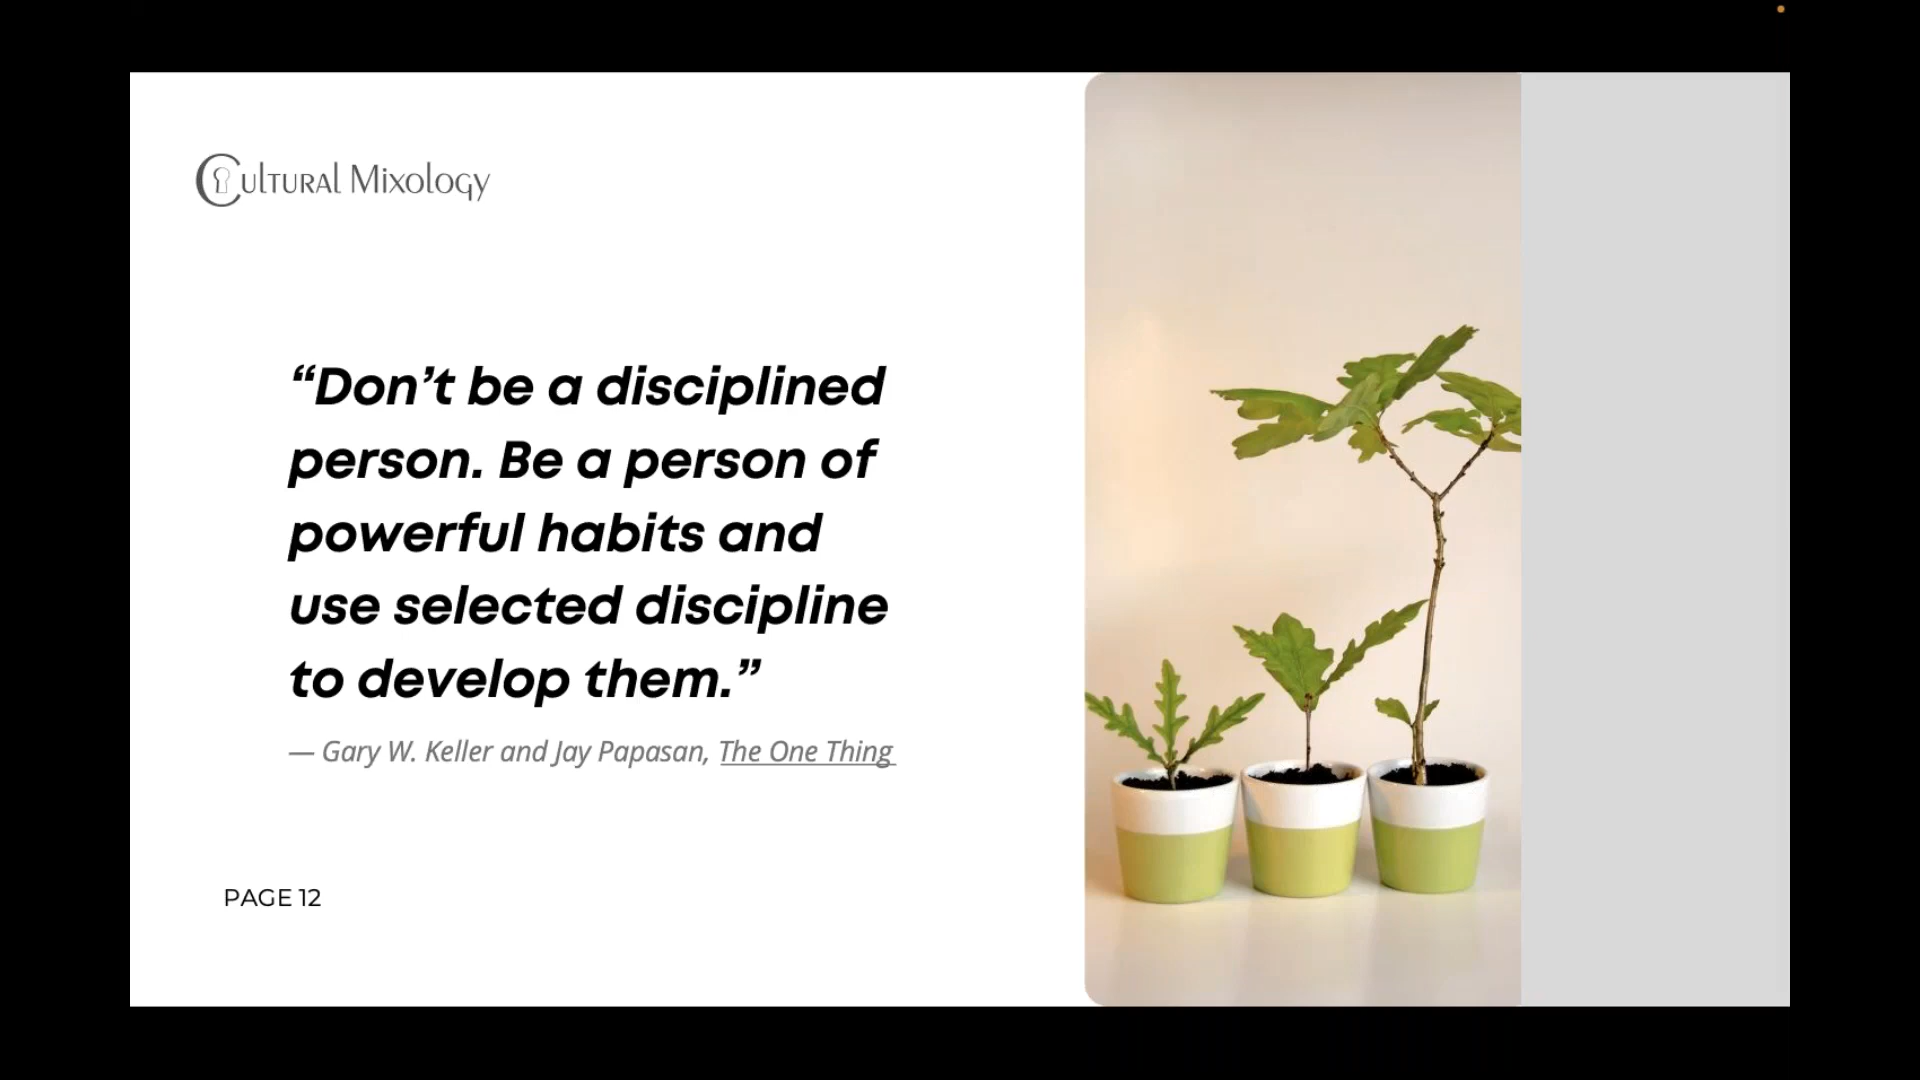 Cultural Mixology
“Don’t be a disciplined
person. Be a person of
powerful habits and
use selected discipline
to develop them.”
— Gary W. Keller and Jay Papasan, The One Thing
PAGE 12